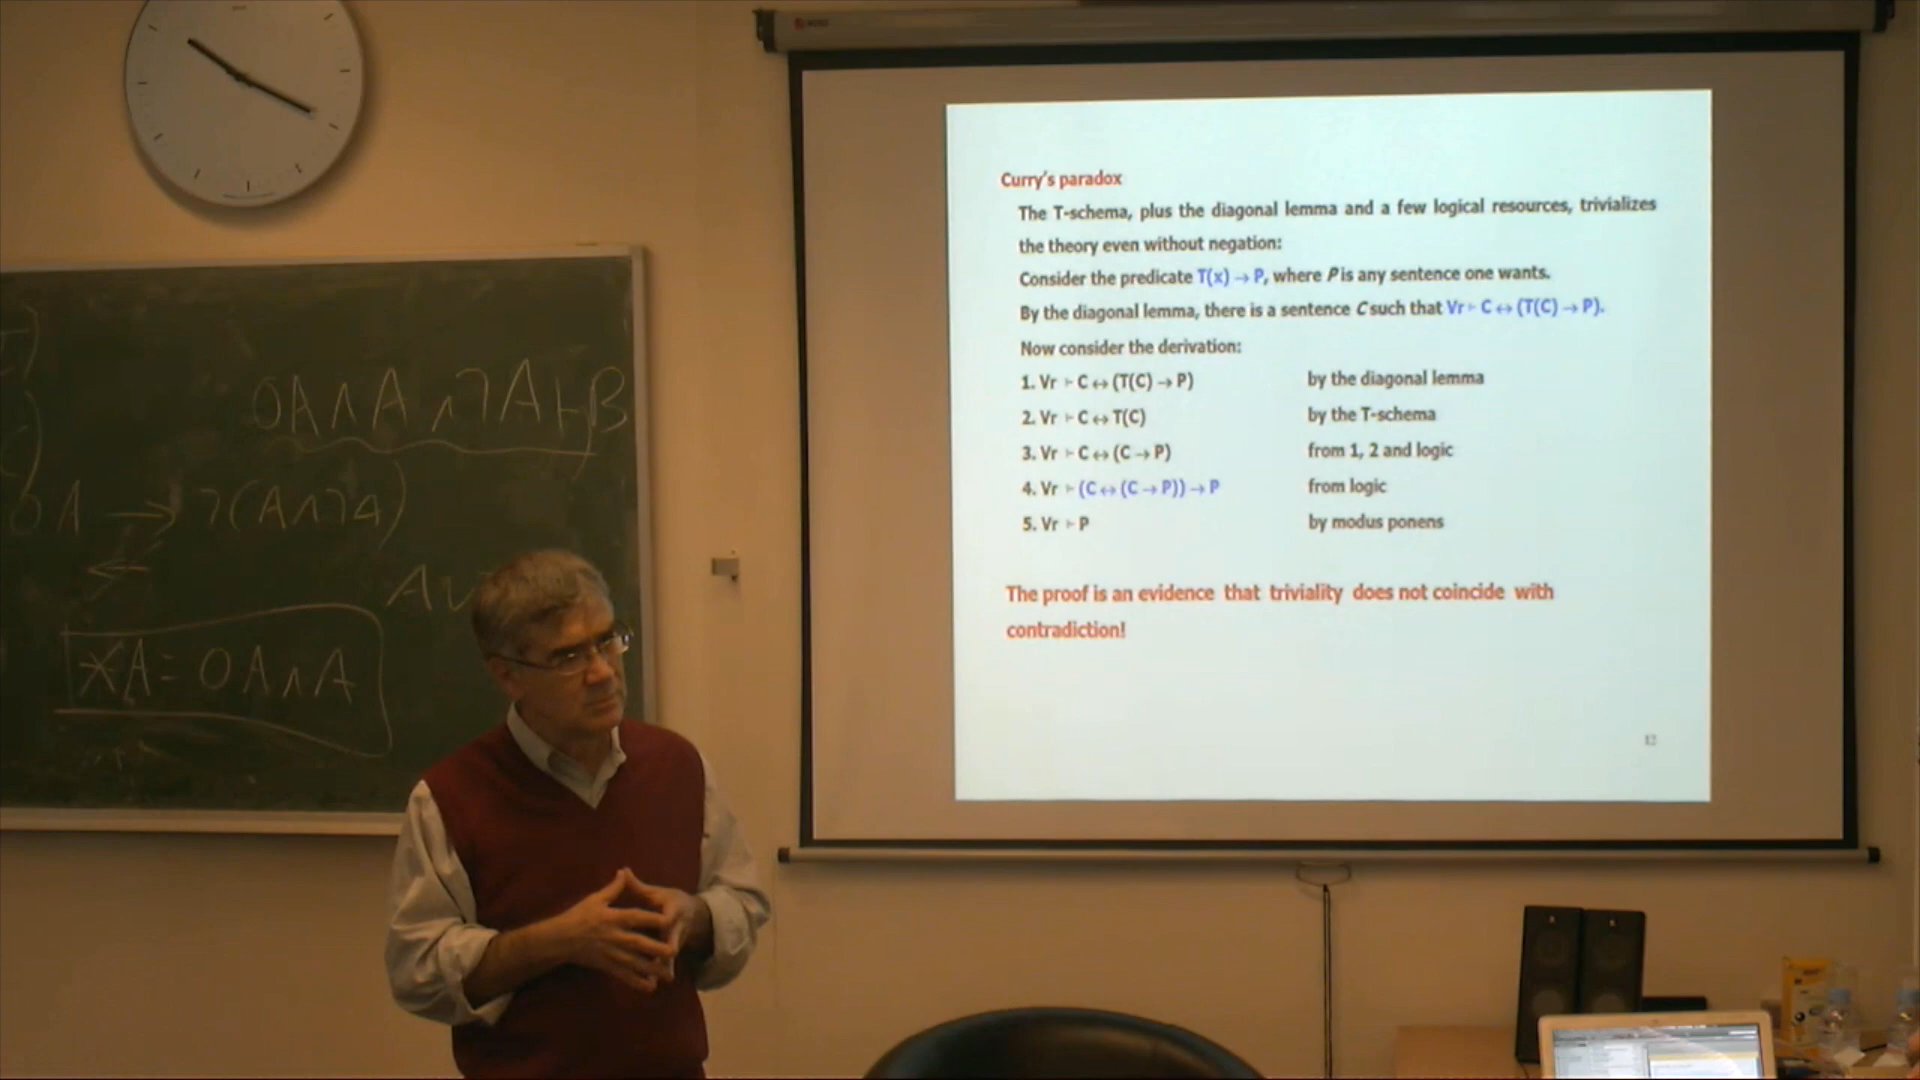 OA∧A∧¬A⊢B
OA → ¬(A∧¬A)
←
A∨
*A = OA∧A
Curry's paradox
The T-schema, plus the diagonal lemma and a few logical resources, trivializes
the theory even without negation:
Consider the predicate T(x) → P, where P is any sentence one wants.
By the diagonal lemma, there is a sentence C such that Vr ⊢ C ↔ (T(C) → P).
Now consider the derivation:
1. Vr ⊢ C ↔ (T(C) → P) by the diagonal lemma
2. Vr ⊢ C ↔ T(C) by the T-schema
3. Vr ⊢ C ↔ (C → P) from 1, 2 and logic
4. Vr ⊢ (C ↔ (C → P)) → P from logic
5. Vr ⊢ P by modus ponens
The proof is an evidence that triviality does not coincide with
contradiction!
12